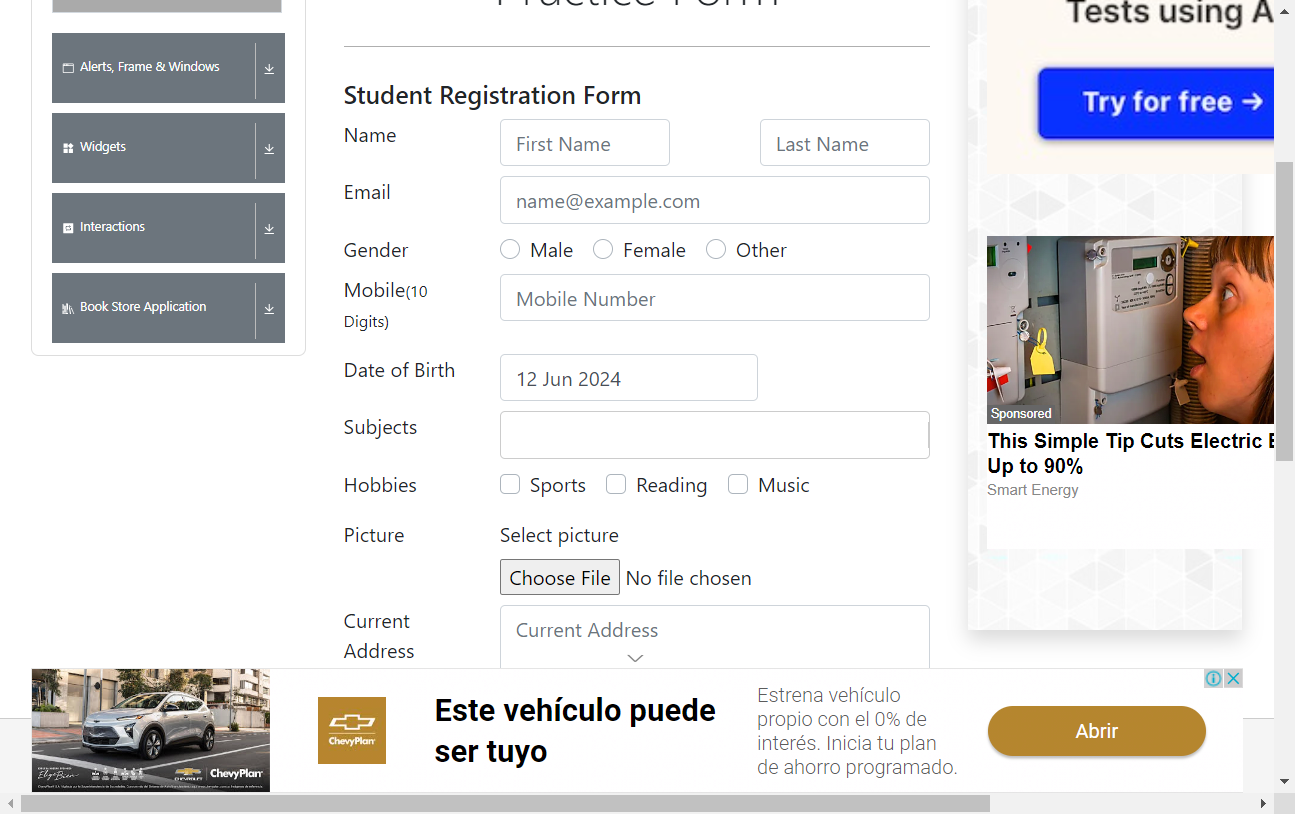 Practice Form
Alerts, Frame & Windows
Widgets
Interactions
Book Store Application
Student Registration Form
Name
First Name
Last Name
Email
name@example.com
Gender
Male
Female
Other
Mobile(10
Digits)
Mobile Number
Date of Birth
12 Jun 2024
Subjects
Hobbies
Sports
Reading
Music
Picture
Select picture
Choose File
No file chosen
Current
Address
Current Address
Tests using A
Try for free →
Sponsored
This Simple Tip Cuts Electric
Up to 90%
Smart Energy
ChevyPlan
CHEVROLET
ChevyPlan
Este vehículo puede
ser tuyo
Estrena vehículo
propio con el 0% de
interés. Inicia tu plan
de ahorro programado.
Abrir